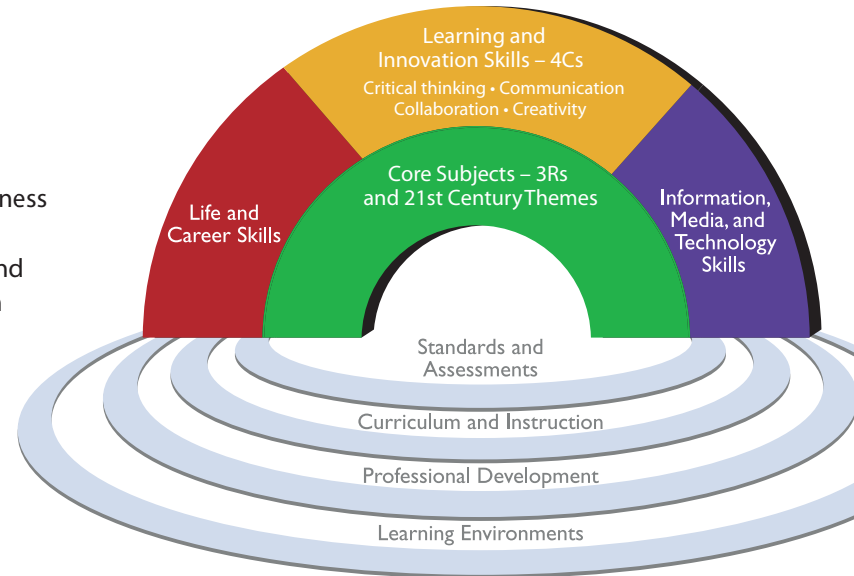 Learning and
Innovation Skills – 4Cs
Critical thinking • Communication
Collaboration • Creativity
Core Subjects – 3Rs
and 21st Century Themes
Life and
Career Skills
Information,
Media, and
Technology
Skills
Standards and
Assessments
Curriculum and Instruction
Professional Development
Learning Environments